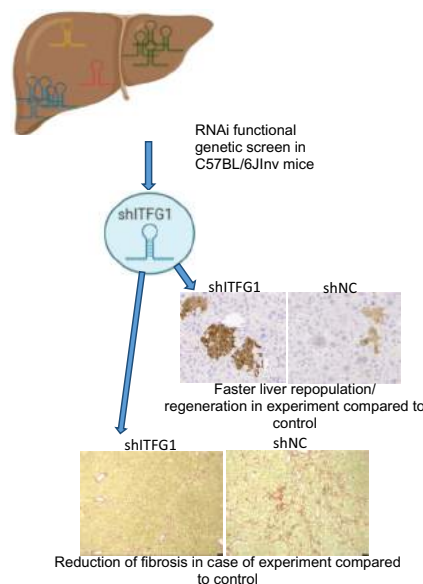 RNAi functional
genetic screen in
C57BL/6JInv mice
shITFG1
shITFG1
shNC
Faster liver repopulation/
regeneration in experiment compared to
control
shITFG1
shNC
Reduction of fibrosis in case of experiment compared
to control